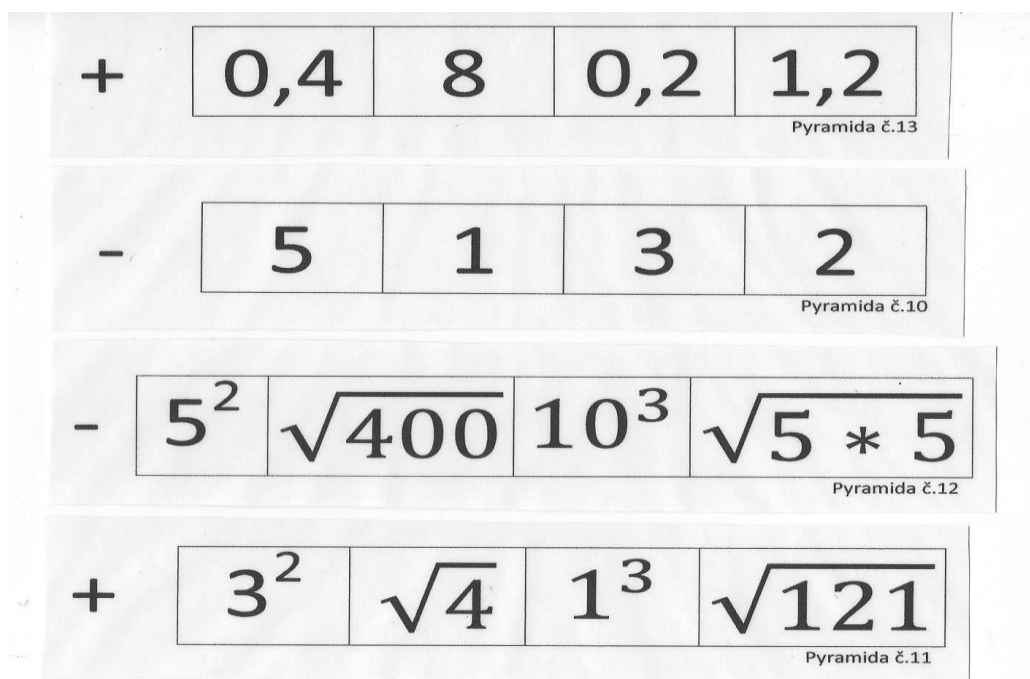 + 0,4 8 0,2 1,2
Pyramida č.13
- 5 1 3 2
Pyramida č.10
- 5² √400 10³ √5 * 5
Pyramida č.12
+ 3² √4 1³ √121
Pyramida č.11